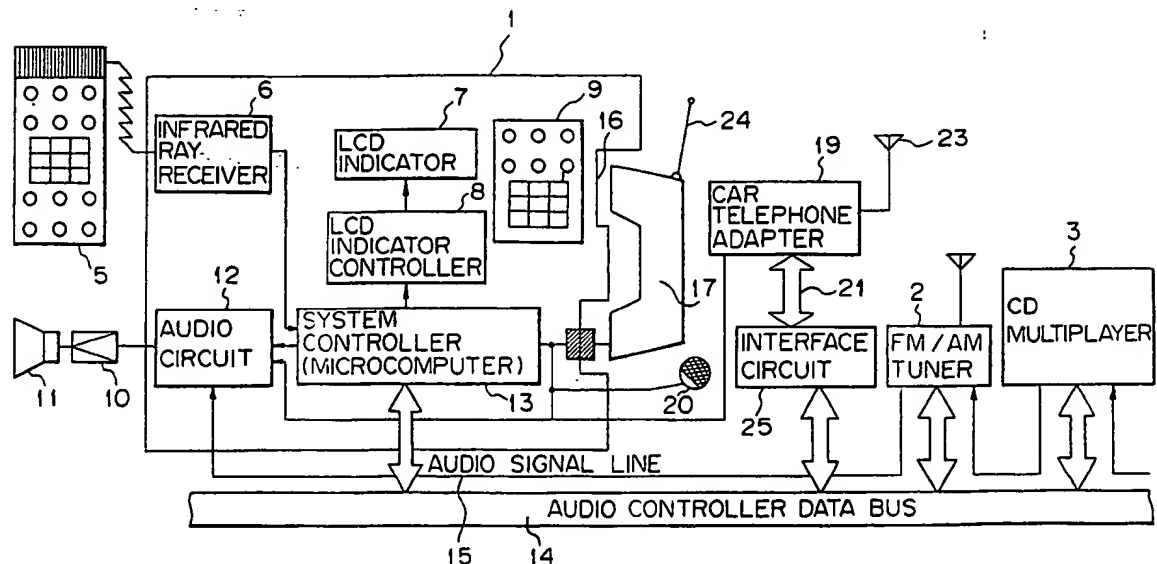 1
6
INFRARED
RAY-
RECEIVER
7
LCD
INDICATOR
9
16
24
23
19
CAR
TELEPHONE
ADAPTER
8
LCD
INDICATOR
CONTROLLER
5
12
AUDIO
CIRCUIT
SYSTEM
CONTROLLER
(MICROCOMPUTER)
17
21
2
3
CD
MULTIPLAYER
INTERFACE
CIRCUIT
FM/AM
TUNER
11
10
13
20
25
AUDIO SIGNAL LINE
AUDIO CONTROLLER DATA BUS
15
14